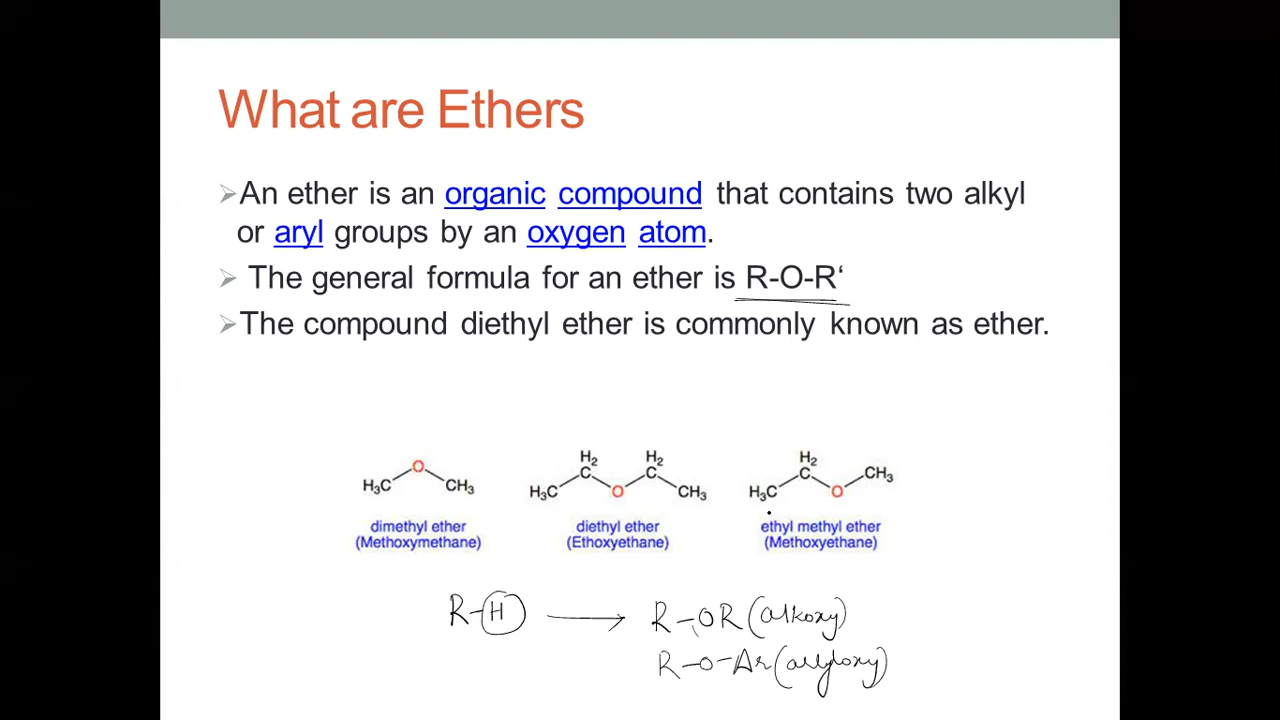 What are Ethers
➢An ether is an organic compound that contains two alkyl
or aryl groups by an oxygen atom.
➢ The general formula for an ether is R-O-R‘
➢The compound diethyl ether is commonly known as ether.
H₃C O CH₃
dimethyl ether
(Methoxymethane)
H₃C H₂ C O H₂ C CH₃
diethyl ether
(Ethoxyethane)
H₃C H₂ C O CH₃
ethyl methyl ether
(Methoxyethane)
R-H → R-OR (alkoxy)
R-O-Ar (aryloxy)